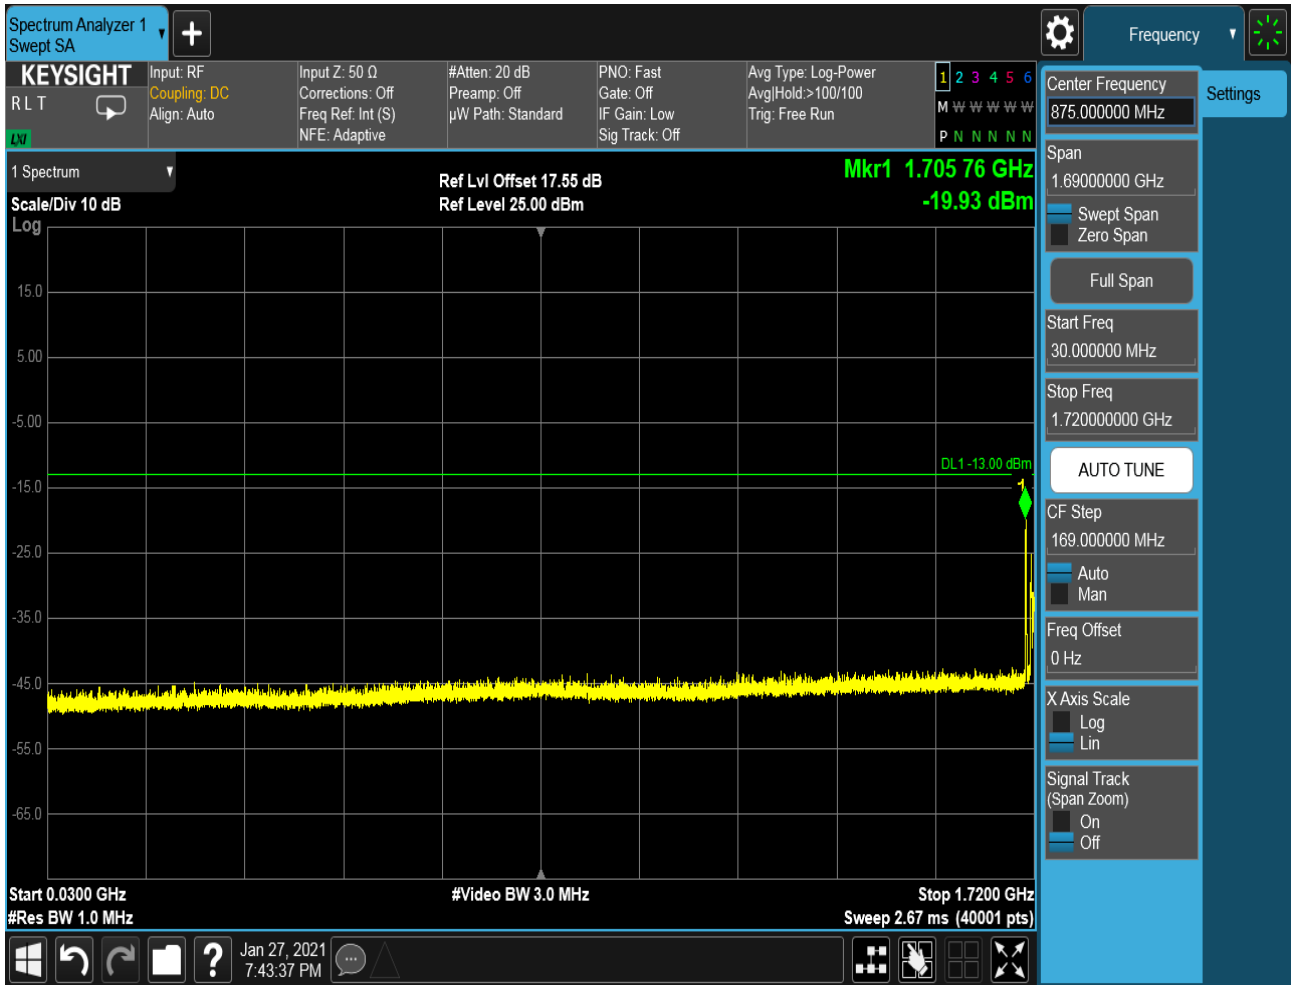 Spectrum Analyzer 1
Swept SA
Frequency
KEYSIGHT
R L T
LXI
Input: RF
Coupling: DC
Align: Auto
Input Z: 50 Ω
Corrections: Off
Freq Ref: Int (S)
NFE: Adaptive
#Atten: 20 dB
Preamp: Off
µW Path: Standard
PNO: Fast
Gate: Off
IF Gain: Low
Sig Track: Off
Avg Type: Log-Power
Avg|Hold:>100/100
Trig: Free Run
1 2 3 4 5 6
M W W W W W
P N N N N N
1 Spectrum
Scale/Div 10 dB
Log
Ref Lvl Offset 17.55 dB
Ref Level 25.00 dBm
Mkr1 1.705 76 GHz
-19.93 dBm
15.0
5.00
-5.00
DL1 -13.00 dBm
-15.0
1
-25.0
-35.0
-45.0
-55.0
-65.0
Start 0.0300 GHz
#Video BW 3.0 MHz
Stop 1.7200 GHz
#Res BW 1.0 MHz
Sweep 2.67 ms (40001 pts)
Jan 27, 2021
7:43:37 PM
?
Center Frequency
875.000000 MHz
Settings
Span
1.69000000 GHz
Swept Span
Zero Span
Full Span
Start Freq
30.000000 MHz
Stop Freq
1.720000000 GHz
AUTO TUNE
CF Step
169.000000 MHz
Auto
Man
Freq Offset
0 Hz
X Axis Scale
Log
Lin
Signal Track
(Span Zoom)
On
Off